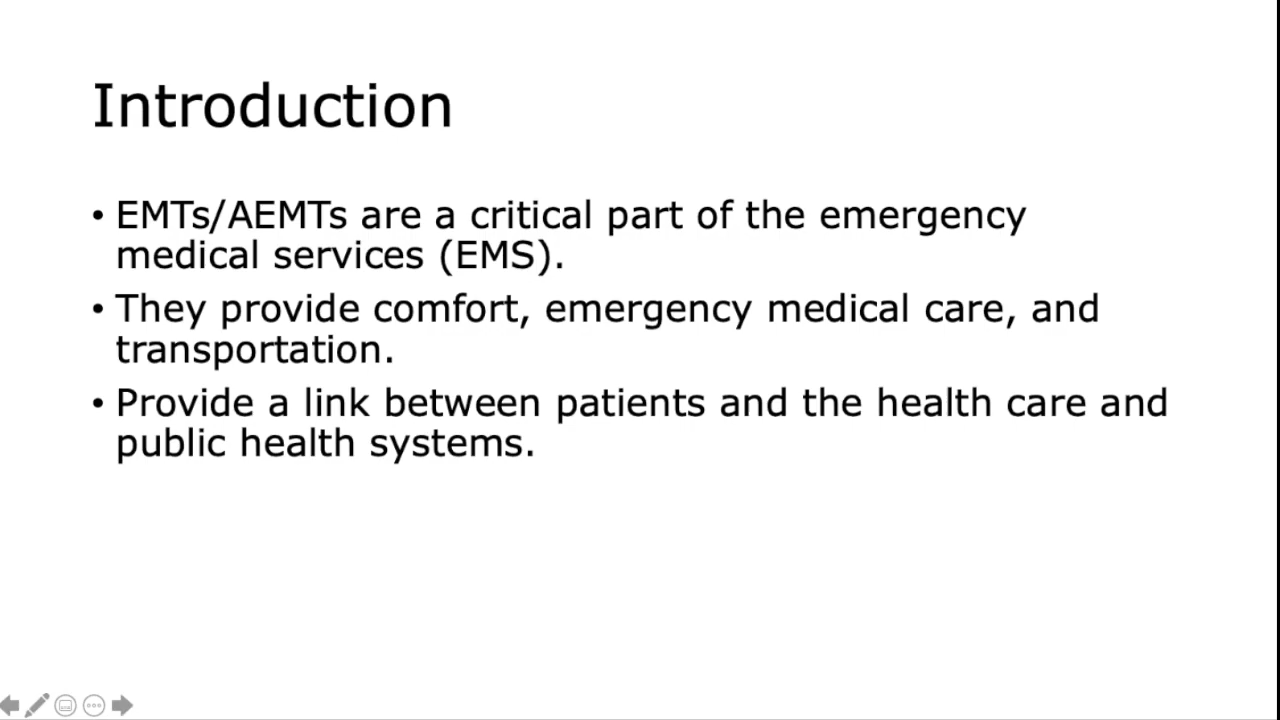 Introduction
• EMTs/AEMTs are a critical part of the emergency
medical services (EMS).
• They provide comfort, emergency medical care, and
transportation.
• Provide a link between patients and the health care and
public health systems.